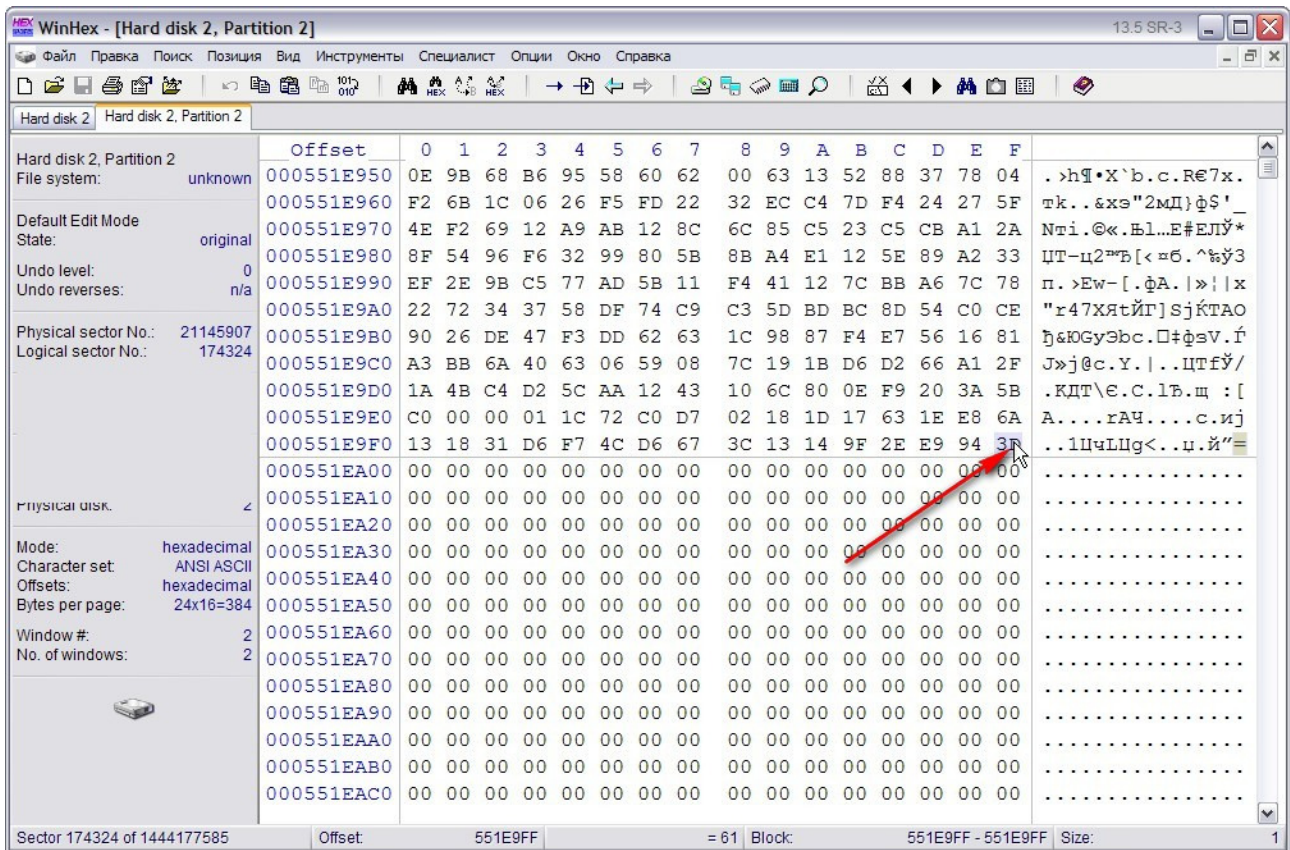 WinHex - [Hard disk 2, Partition 2] 13.5 SR-3
Файл Правка Поиск Позиция Вид Инструменты Специалист Опции Окно Справка
Hard disk 2 Hard disk 2, Partition 2
Hard disk 2, Partition 2
File system: unknown
Default Edit Mode
State: original
Undo level: 0
Undo reverses: n/a
Physical sector No.: 21145907
Logical sector No.: 174324
Physical disk: 2
Mode: hexadecimal
Character set: ANSI ASCII
Offsets: hexadecimal
Bytes per page: 24x16=384
Window #: 2
No. of windows: 2
Offset 0 1 2 3 4 5 6 7 8 9 A B C D E F
000551E950 0E 9B 68 B6 95 58 60 62 00 63 13 52 88 37 78 04 .›h¶•X`b.c.R€7x.
000551E960 F2 6B 1C 06 26 F5 FD 22 32 EC C4 7D F4 24 27 5F тk..&хэ"2мД}ф$'_
000551E970 4E F2 69 12 A9 AB 12 8C 6C 85 C5 23 C5 CB A1 2A Nтi.©«.Њl…Е#ЕЛЎ*
000551E980 8F 54 96 F6 32 99 80 5B 8B A4 E1 12 5E 89 A2 33 ЏT–ц2™Ђ[‹¤б.^‰ў3
000551E990 EF 2E 9B C5 77 AD 5B 11 F4 41 12 7C BB A6 7C 78 п.›Еw-[.фA.|»¦|x
000551E9A0 22 72 34 37 58 DF 74 C9 C3 5D BD BC 8D 54 C0 CE "r47XЯtЙГ]ЅјЌTАО
000551E9B0 90 26 DE 47 F3 DD 62 63 1C 98 87 F4 E7 56 16 81 ђ&ЮGуЭbc.□‡фзV.Ѓ
000551E9C0 A3 BB 6A 40 63 06 59 08 7C 19 1B D6 D2 66 A1 2F Ј»j@c.Y.|..ЦТfЎ/
000551E9D0 1A 4B C4 D2 5C AA 12 43 10 6C 80 0E F9 20 3A 5B .KДТ\Є.C.lЂ.щ :[
000551E9E0 C0 00 00 01 1C 72 C0 D7 02 18 1D 17 63 1E E8 6A А....rАЧ....c.иj
000551E9F0 13 18 31 D6 F7 4C D6 67 3C 13 14 9F 2E E9 94 3D ..1ЦчLЦg<..џ.й”=
000551EA00 00 00 00 00 00 00 00 00 00 00 00 00 00 00 00 00 ................
000551EA10 00 00 00 00 00 00 00 00 00 00 00 00 00 00 00 00 ................
000551EA20 00 00 00 00 00 00 00 00 00 00 00 00 00 00 00 00 ................
000551EA30 00 00 00 00 00 00 00 00 00 00 00 00 00 00 00 00 ................
000551EA40 00 00 00 00 00 00 00 00 00 00 00 00 00 00 00 00 ................
000551EA50 00 00 00 00 00 00 00 00 00 00 00 00 00 00 00 00 ................
000551EA60 00 00 00 00 00 00 00 00 00 00 00 00 00 00 00 00 ................
000551EA70 00 00 00 00 00 00 00 00 00 00 00 00 00 00 00 00 ................
000551EA80 00 00 00 00 00 00 00 00 00 00 00 00 00 00 00 00 ................
000551EA90 00 00 00 00 00 00 00 00 00 00 00 00 00 00 00 00 ................
000551EAA0 00 00 00 00 00 00 00 00 00 00 00 00 00 00 00 00 ................
000551EAB0 00 00 00 00 00 00 00 00 00 00 00 00 00 00 00 00 ................
000551EAC0 00 00 00 00 00 00 00 00 00 00 00 00 00 00 00 00 ................
Sector 174324 of 1444177585 Offset: 551E9FF = 61 Block: 551E9FF - 551E9FF Size: 1